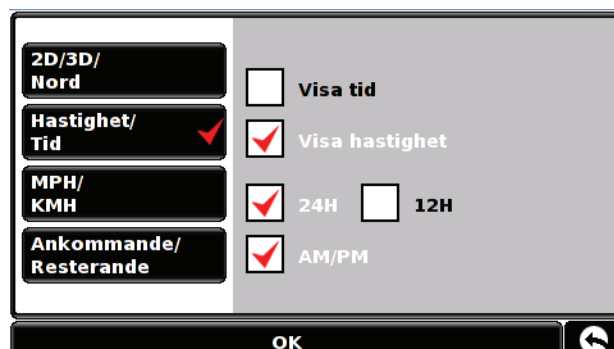 2D/3D/
Nord
Hastighet/
Tid
MPH/
KMH
Ankommande/
Resterande
Visa tid
Visa hastighet
24H 12H
AM/PM
OK